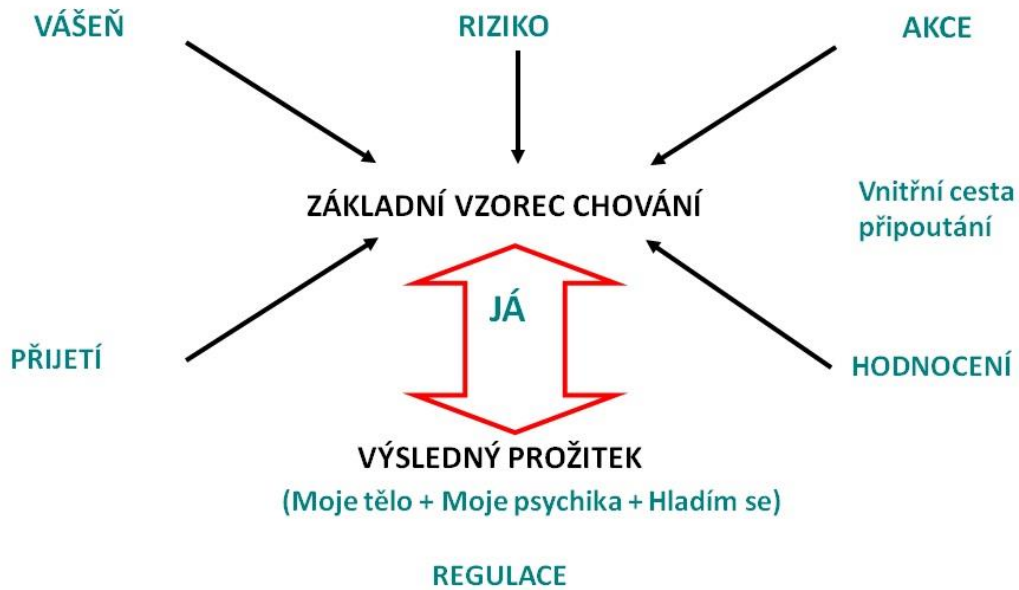 VÁŠEŇ
RIZIKO
AKCE
ZÁKLADNÍ VZOREC CHOVÁNÍ
Vnitřní cesta
připoutání
JÁ
PŘIJETÍ
HODNOCENÍ
VÝSLEDNÝ PROŽITEK
(Moje tělo + Moje psychika + Hladím se)
REGULACE